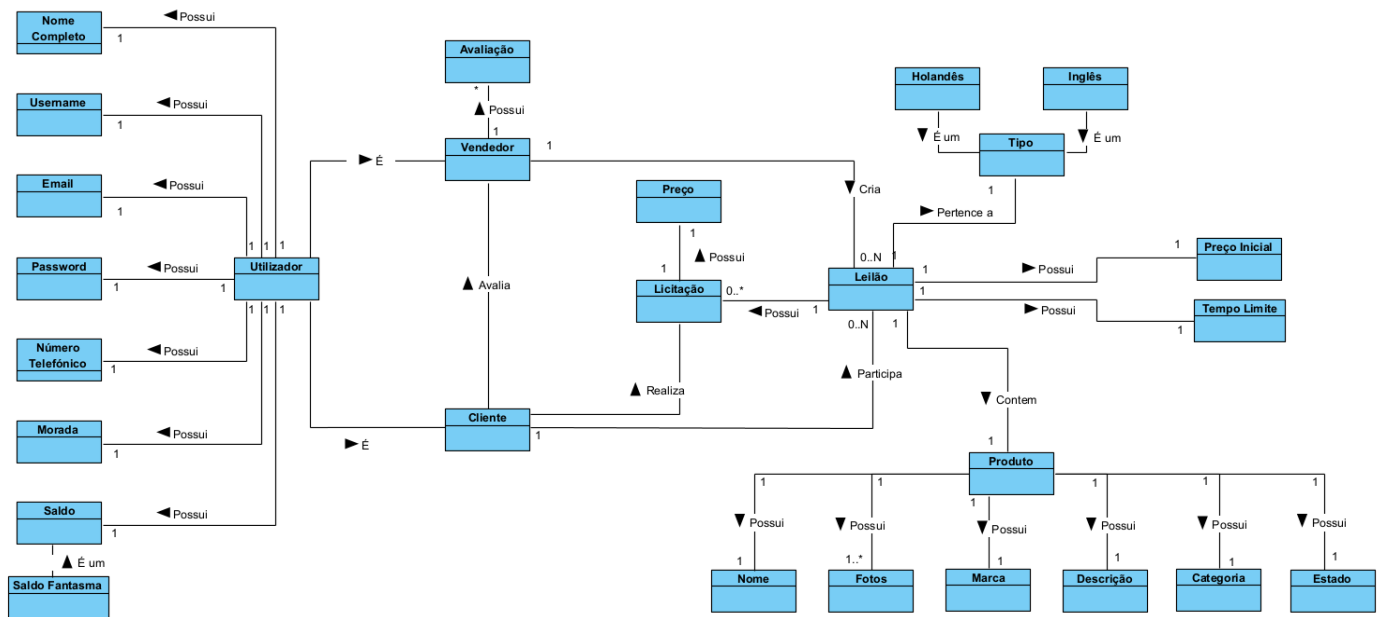 Nome
Completo
Possui
1
Username
Possui
1
Email
Possui
1
Password
Possui
1
Número
Telefónico
Possui
1
Morada
Possui
1
Saldo
Possui
1
É um
Saldo Fantasma
Utilizador
1 1 1
1
1 1 1
É
É
Avaliação
*
Possui
1
Vendedor
1
Avalia
Cliente
1
Realiza
Participa
Preço
1
Possui
1
Licitação
0..*
Possui
1
Cria
0..N
Leilão
1
0..N
1
1
1
Pertence a
1
Tipo
Holandês
É um
Inglês
É um
Possui
1
Preço Inicial
Possui
1
Tempo Limite
Contem
1
Produto
1
Possui
1
Nome
1
Possui
1..*
Fotos
1
Possui
1
Marca
1
Possui
1
Descrição
1
Possui
1
Categoria
1
Possui
1
Estado